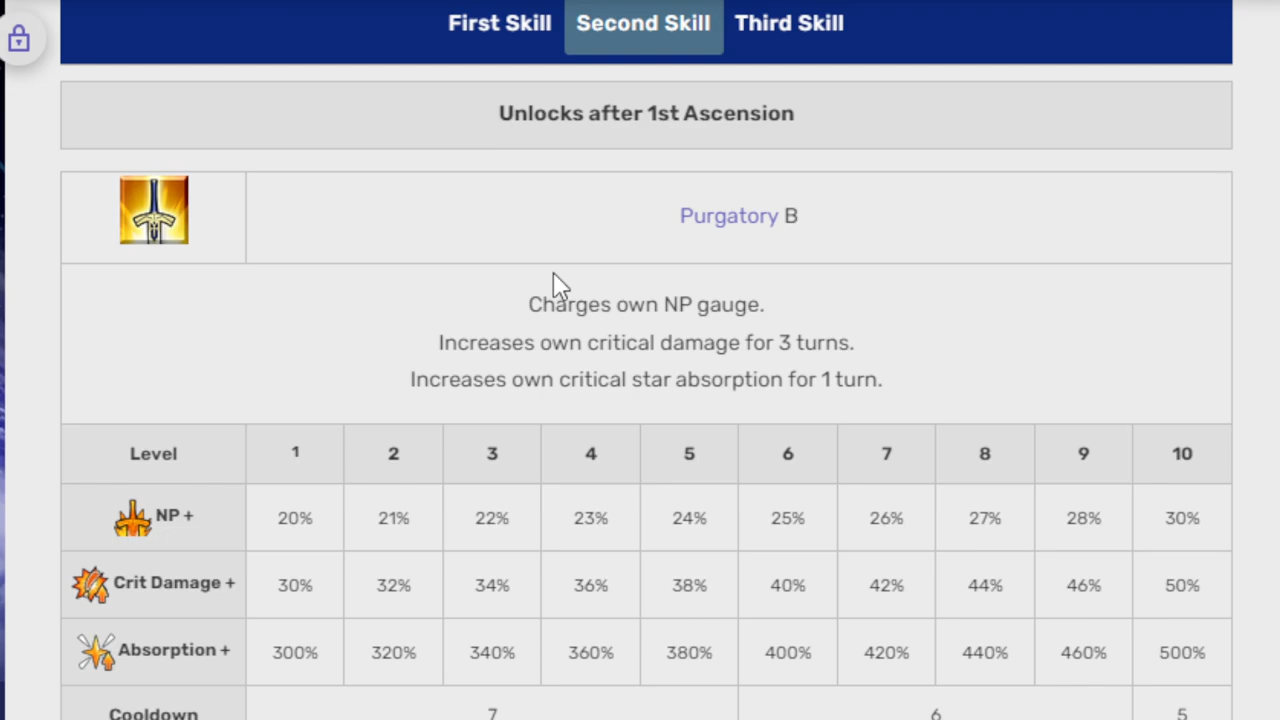 First Skill Second Skill Third Skill
Unlocks after 1st Ascension
Purgatory B
Charges own NP gauge.
Increases own critical damage for 3 turns.
Increases own critical star absorption for 1 turn.
Level 1 2 3 4 5 6 7 8 9 10
NP + 20% 21% 22% 23% 24% 25% 26% 27% 28% 30%
Crit Damage + 30% 32% 34% 36% 38% 40% 42% 44% 46% 50%
Absorption + 300% 320% 340% 360% 380% 400% 420% 440% 460% 500%
Cooldown 7 6 5